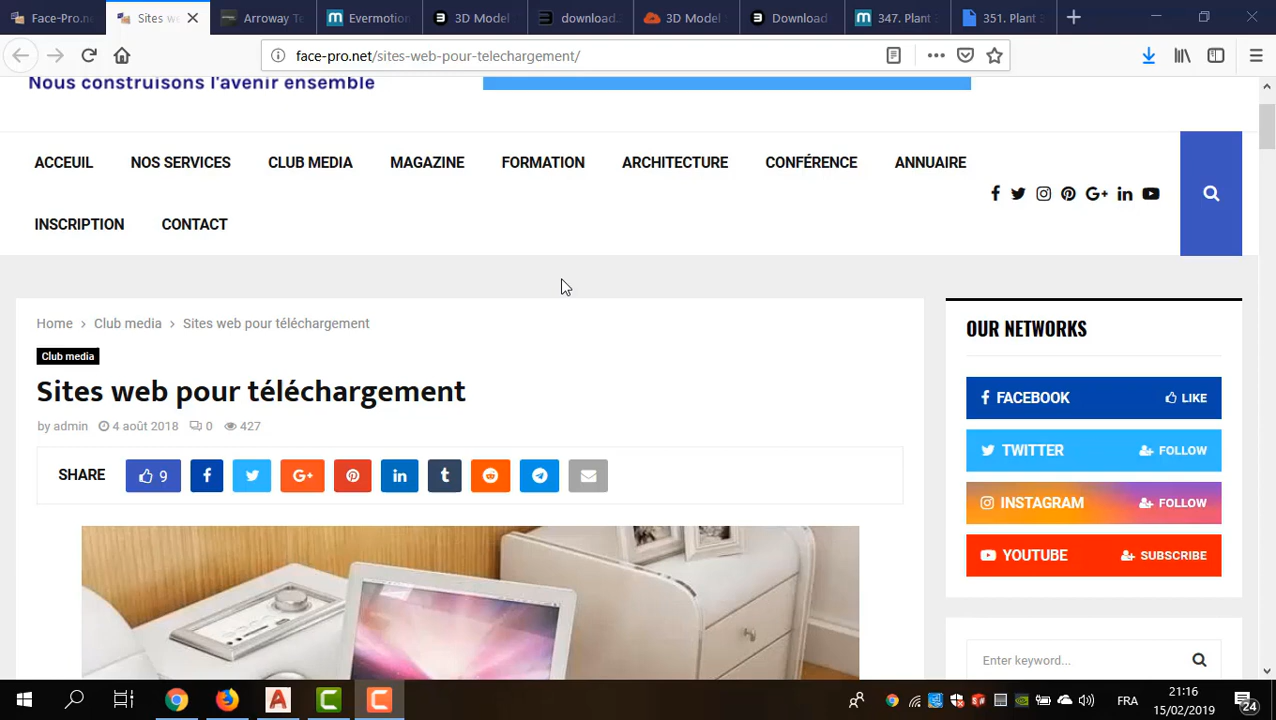 Face-Pro.n
Sites we
Arroway Te
Evermotion
3D Model
download.
3D Model
Download
347. Plant
351. Plant
face-pro.net/sites-web-pour-telechargement/
Nous construisons l'avenir ensemble
ACCEUIL NOS SERVICES CLUB MEDIA MAGAZINE FORMATION ARCHITECTURE CONFÉRENCE ANNUAIRE
INSCRIPTION CONTACT
Home > Club media > Sites web pour téléchargement
Club media
Sites web pour téléchargement
by admin 4 août 2018 0 427
SHARE 9
OUR NETWORKS
FACEBOOK LIKE
TWITTER FOLLOW
INSTAGRAM FOLLOW
YOUTUBE SUBSCRIBE
Enter keyword...
FRA
21:16
15/02/2019
24